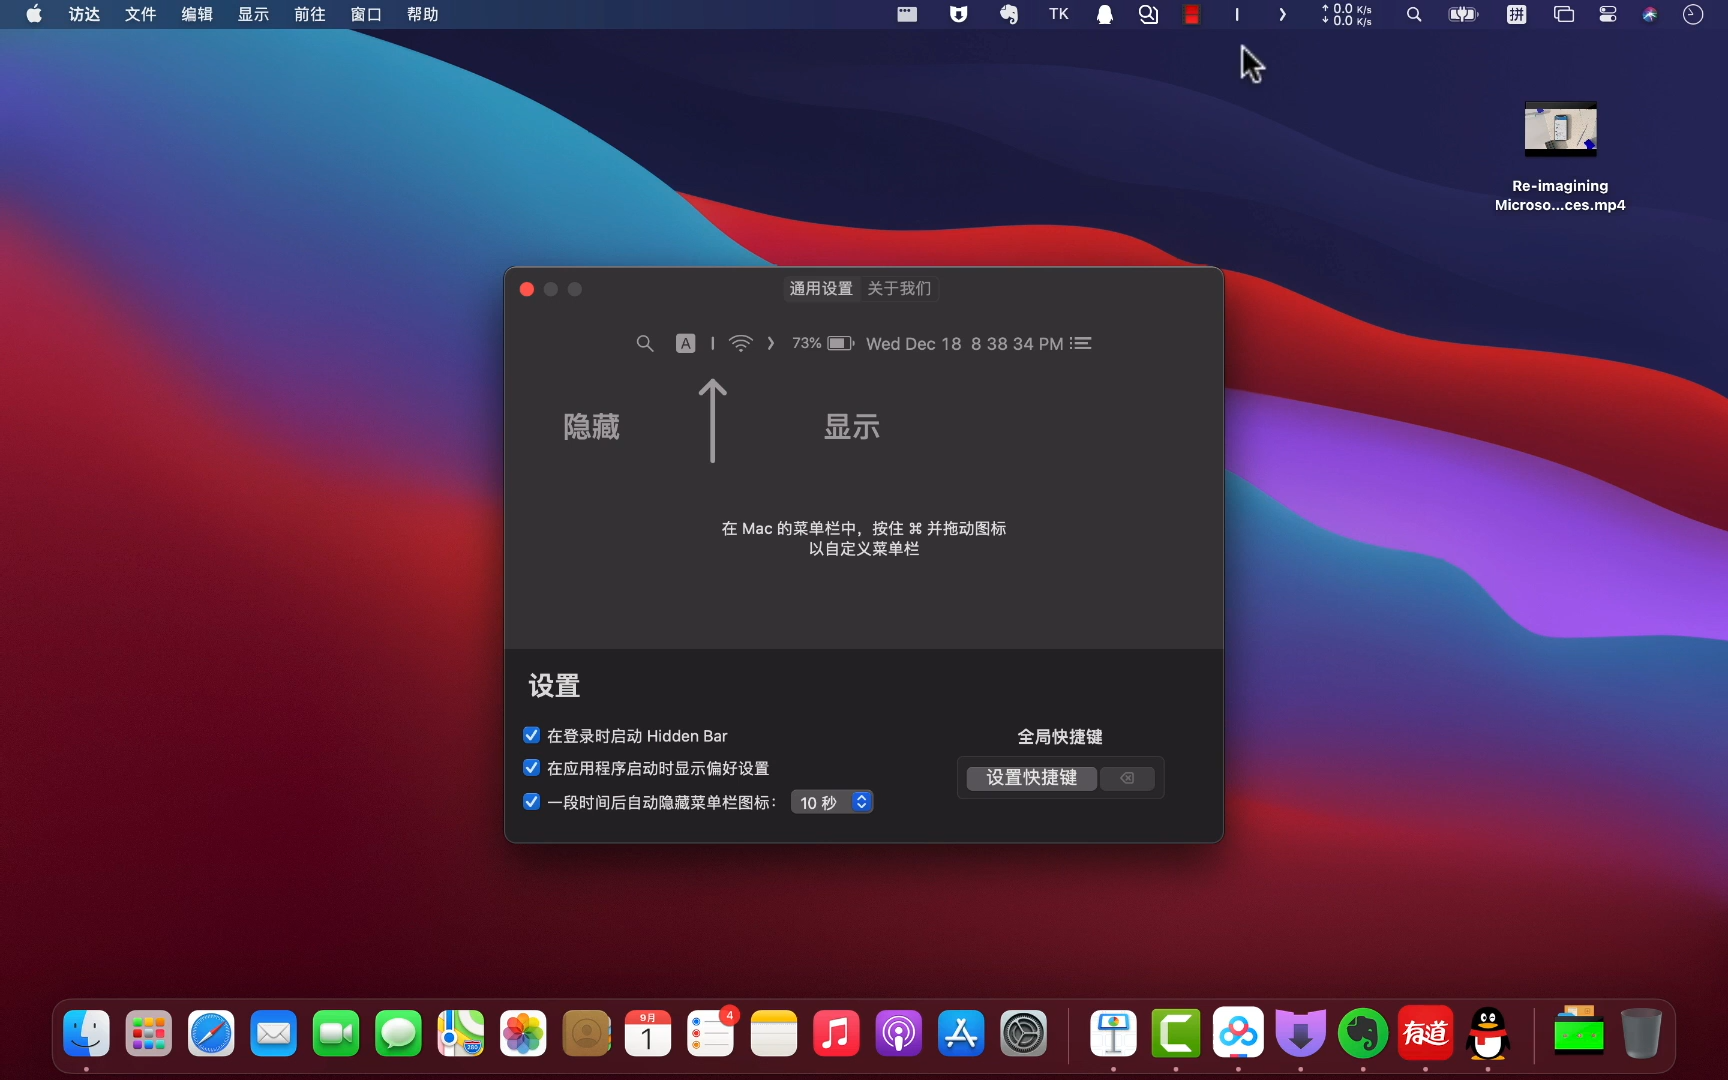 访达 文件 编辑 显示 前往 窗口 帮助 TK 0.0 K/s 拼
0.0 K/s
Re-imagining
Microso...ces.mp4
通用设置 关于我们
A 73% Wed Dec 18 8 38 34 PM
隐藏 显示
在 Mac 的菜单栏中，按住 ⌘ 并拖动图标
以自定义菜单栏
设置
在登录时启动 Hidden Bar
全局快捷键
在应用程序启动时显示偏好设置
设置快捷键
一段时间后自动隐藏菜单栏图标： 10 秒
9月
1
4
280
有道